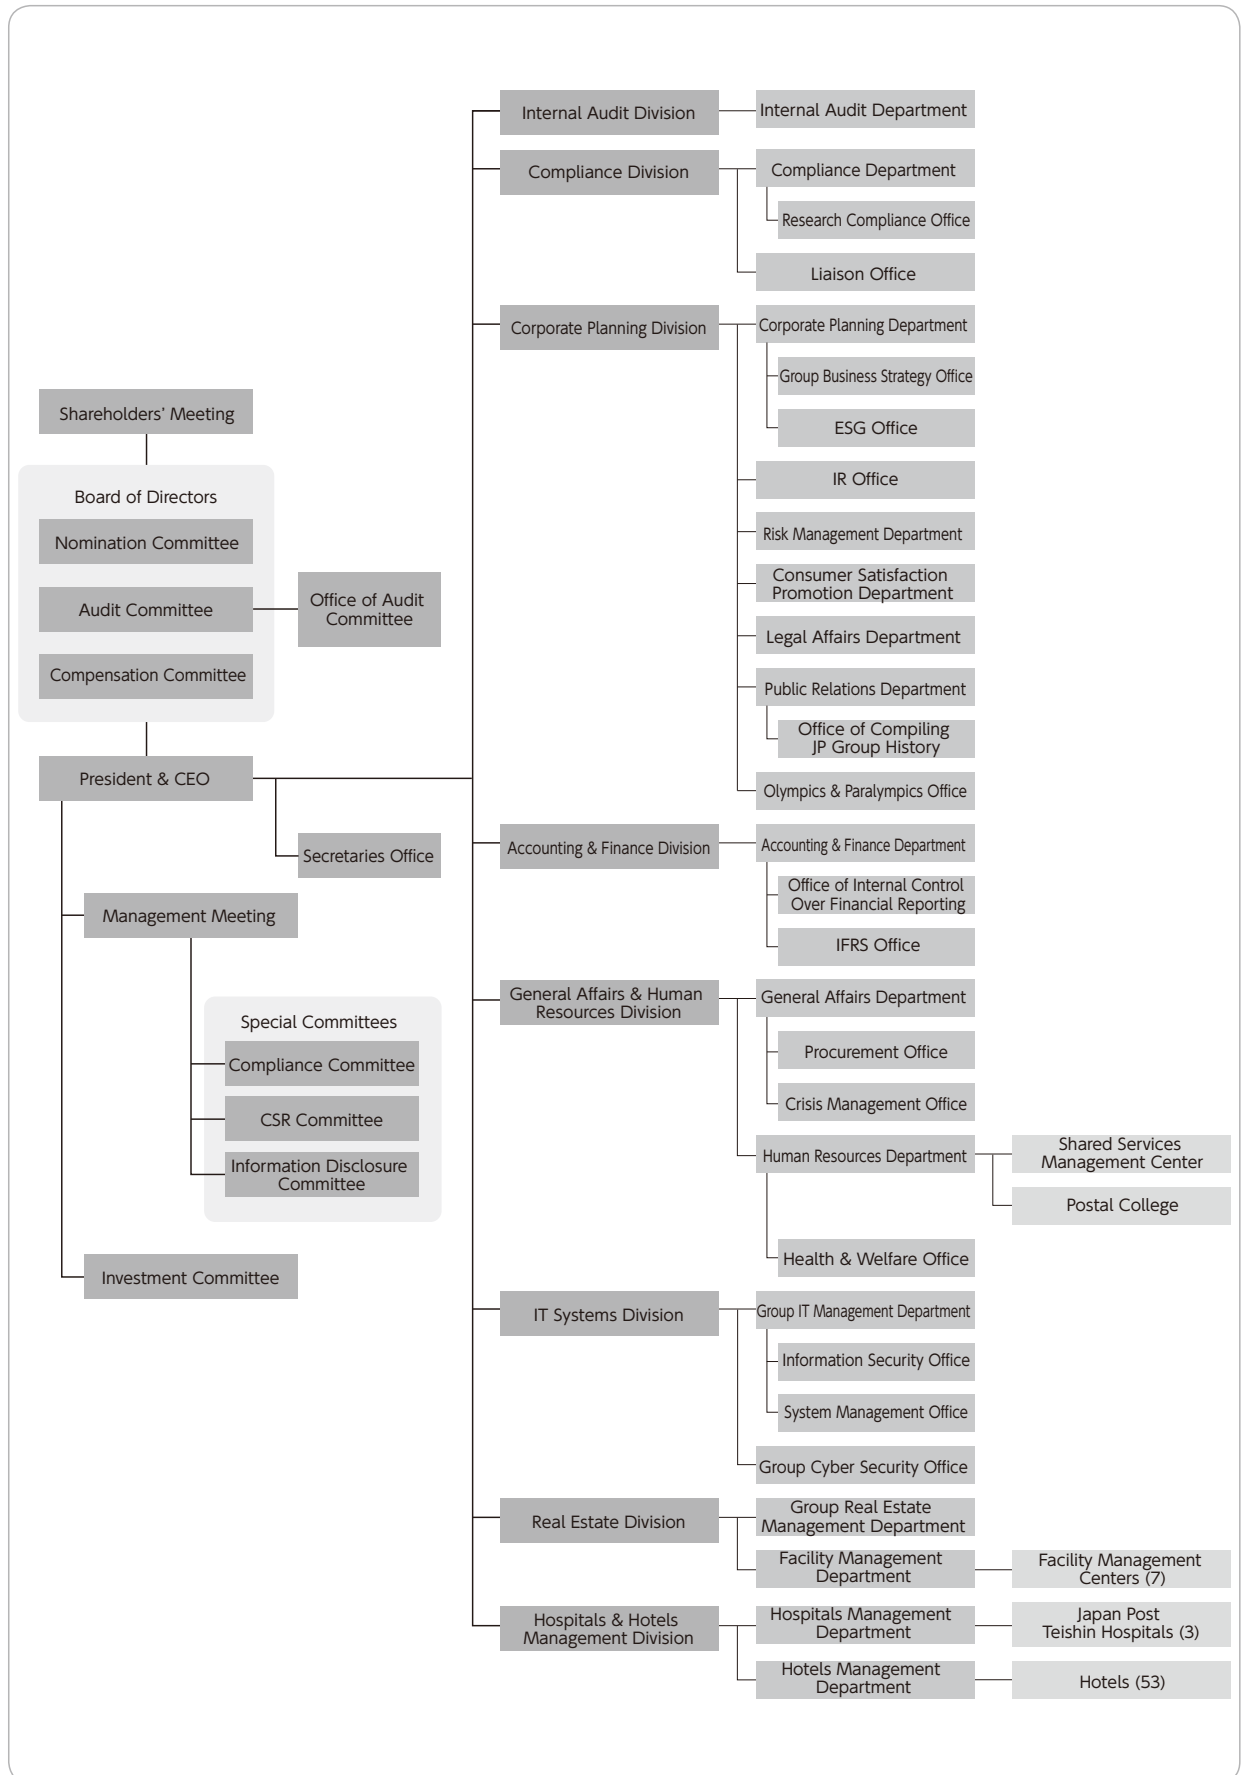 Shareholders’ Meeting
Board of Directors
Nomination Committee
Audit Committee
Compensation Committee
Office of Audit
Committee
President & CEO
Secretaries Office
Management Meeting
Special Committees
Compliance Committee
CSR Committee
Information Disclosure
Committee
Investment Committee
Internal Audit Division
Internal Audit Department
Compliance Division
Compliance Department
Research Compliance Office
Liaison Office
Corporate Planning Division
Corporate Planning Department
Group Business Strategy Office
ESG Office
IR Office
Risk Management Department
Consumer Satisfaction
Promotion Department
Legal Affairs Department
Public Relations Department
Office of Compiling
JP Group History
Olympics & Paralympics Office
Accounting & Finance Division
Accounting & Finance Department
Office of Internal Control
Over Financial Reporting
IFRS Office
General Affairs & Human
Resources Division
General Affairs Department
Procurement Office
Crisis Management Office
Human Resources Department
Shared Services
Management Center
Postal College
Health & Welfare Office
IT Systems Division
Group IT Management Department
Information Security Office
System Management Office
Group Cyber Security Office
Real Estate Division
Group Real Estate
Management Department
Facility Management
Department
Facility Management
Centers (7)
Hospitals & Hotels
Management Division
Hospitals Management
Department
Japan Post
Teishin Hospitals (3)
Hotels Management
Department
Hotels (53)